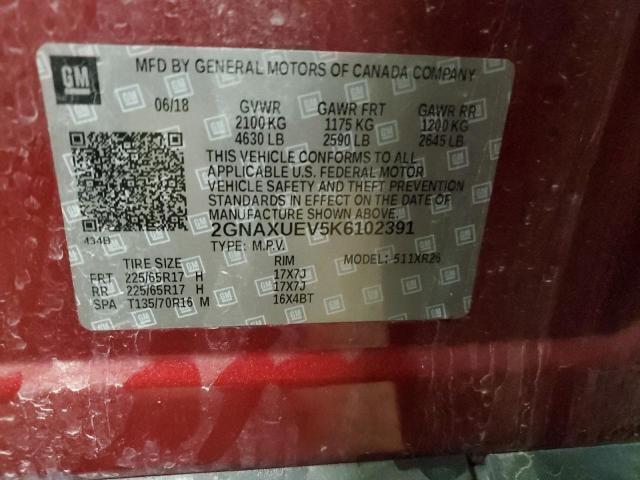 GM
MFD BY GENERAL MOTORS OF CANADA COMPANY
06/18 GVWR GAWR FRT GAWR RR
2100 KG 1175 KG 1200 KG
4630 LB 2590 LB 2645 LB
THIS VEHICLE CONFORMS TO ALL
APPLICABLE U.S. FEDERAL MOTOR
VEHICLE SAFETY AND THEFT PREVENTION
STANDARDS IN EFFECT ON THE DATE OF
MANUFACTURE SHOWN ABOVE.
434B 2GNAXUEV5K6102391
TYPE: M.P.V. MODEL: 511XR26
TIRE SIZE RIM
FRT 225/65R17 H 17X7J
RR 225/65R17 H 17X7J
SPA T135/70R16 M 16X4BT